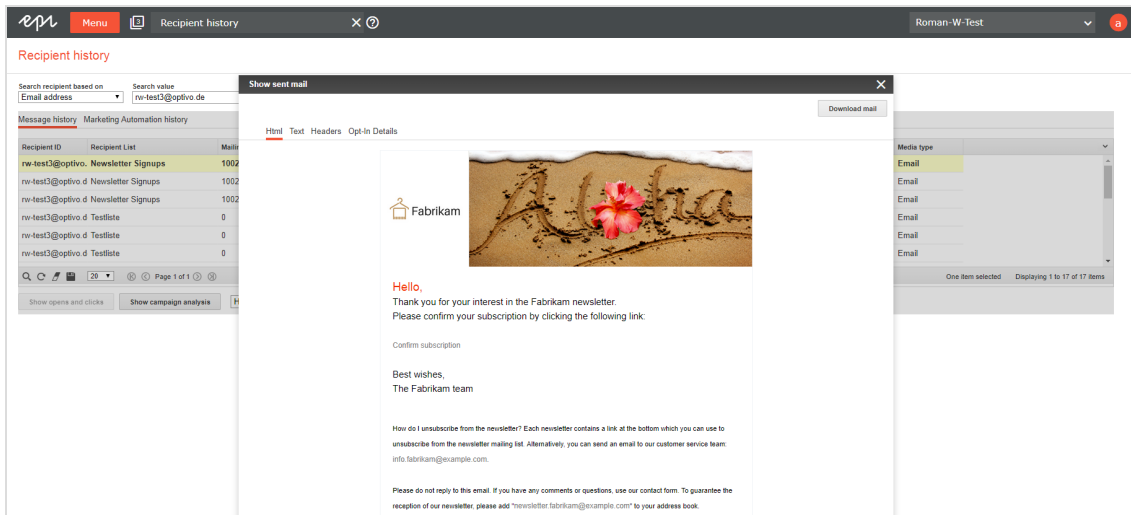 epi Menu 3 Recipient history Roman-W-Test a
Recipient history
Search recipient based on Search value
Email address rw-test3@optivo.de
Message history Marketing Automation history
Recipient ID Recipient List Mailin Media type
rw-test3@optivo. Newsletter Signups 1002 Email
rw-test3@optivo.d Newsletter Signups 1002 Email
rw-test3@optivo.d Newsletter Signups 1002 Email
rw-test3@optivo.d Testliste 0 Email
rw-test3@optivo.d Testliste 0 Email
rw-test3@optivo.d Testliste 0 Email
20 Page 1 of 1 One item selected Displaying 1 to 17 of 17 items
Show opens and clicks Show campaign analysis H
Show sent mail
Download mail
Html Text Headers Opt-In Details
Fabrikam
Aloha
Hello,
Thank you for your interest in the Fabrikam newsletter.
Please confirm your subscription by clicking the following link:
Confirm subscription
Best wishes,
The Fabrikam team
How do I unsubscribe from the newsletter? Each newsletter contains a link at the bottom which you can use to
unsubscribe from the newsletter mailing list. Alternatively, you can send an email to our customer service team:
info.fabrikam@example.com.
Please do not reply to this email. If you have any comments or questions, use our contact form. To guarantee the
reception of our newsletter, please add "newsletter.fabrikam@example.com" to your address book.